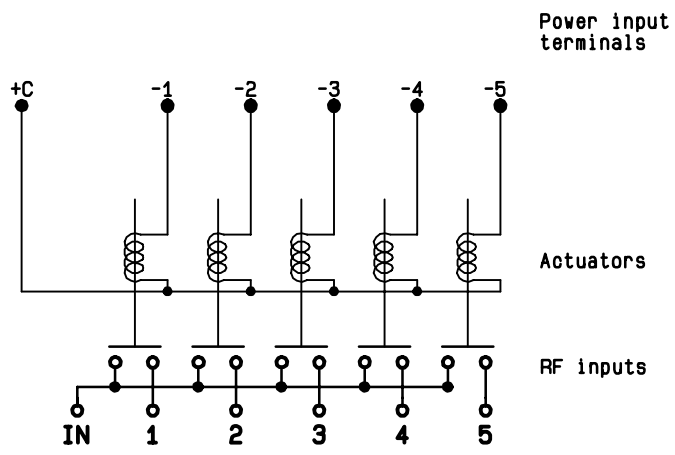 Power input
terminals
+C -1 -2 -3 -4 -5
Actuators
RF inputs
IN 1 2 3 4 5